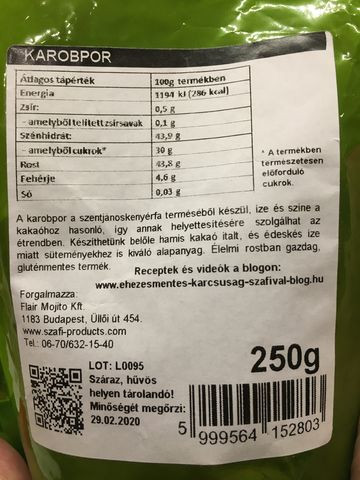 KAROBPOR
Átlagos tápérték 100g termékben
Energia 1194 kJ (286 kcal)
Zsír: 0,5 g
- amelyből telített zsírsavak 0,1 g
Szénhidrát: 43,9 g
- amelyből cukrok* 30 g
Rost 43,8 g
Fehérje 4,6 g
Só 0,03 g
* A termékben
természetesen
előforduló
cukrok.
A karobpor a szentjánoskenyérfa terméséből készül, íze és színe a
kakaóhoz hasonló, így annak helyettesítésére szolgálhat az
étrendben. Készíthetünk belőle hamis kakaó italt, és édeskés íze
miatt süteményekhez is kiváló alapanyag. Élelmi rostban gazdag,
gluténmentes termék.
Receptek és videók a blogon:
www.ehezesmentes-karcsusag-szafival-blog.hu
Forgalmazza:
Flair Mojito Kft.
1183 Budapest, Üllői út 454.
www.szafi-products.com
Tel.: 06-70/632-15-40
250g
LOT: L0095
Száraz, hűvös
helyen tárolandó!
Minőségét megőrzi:
29.02.2020
5 999564 152803